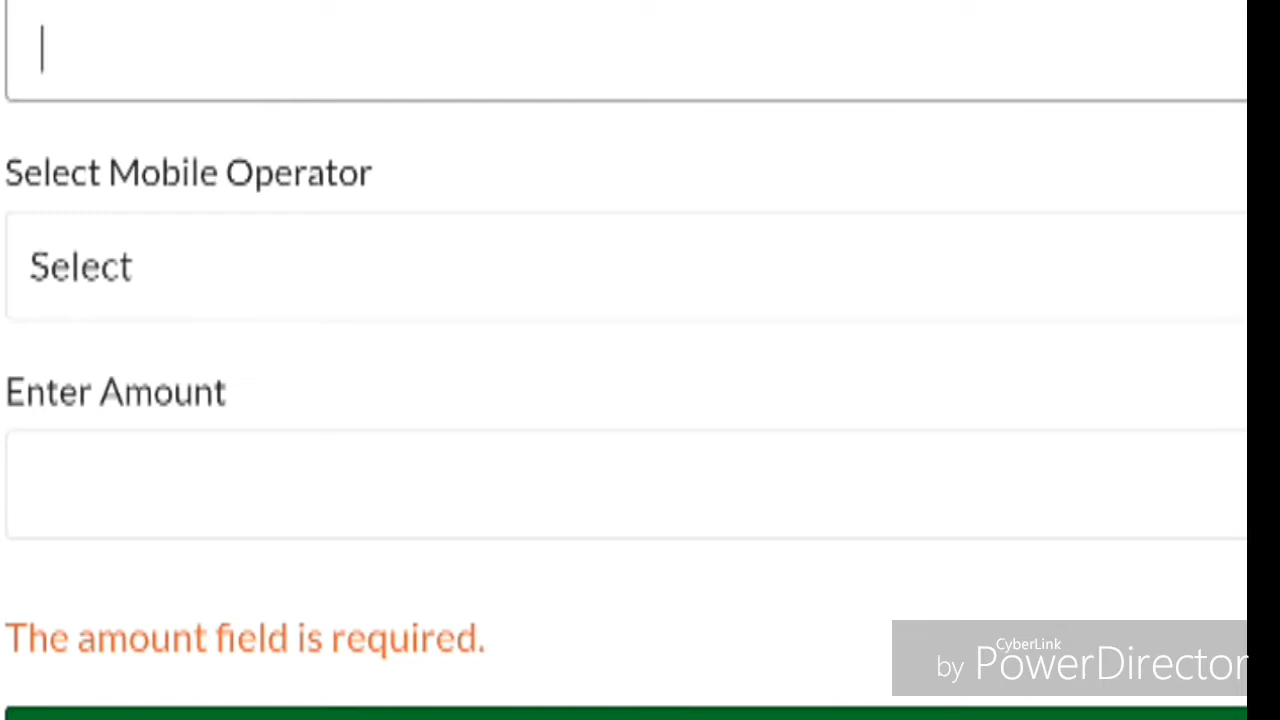 Select Mobile Operator
Select
Enter Amount
The amount field is required.
CyberLink
by PowerDirector